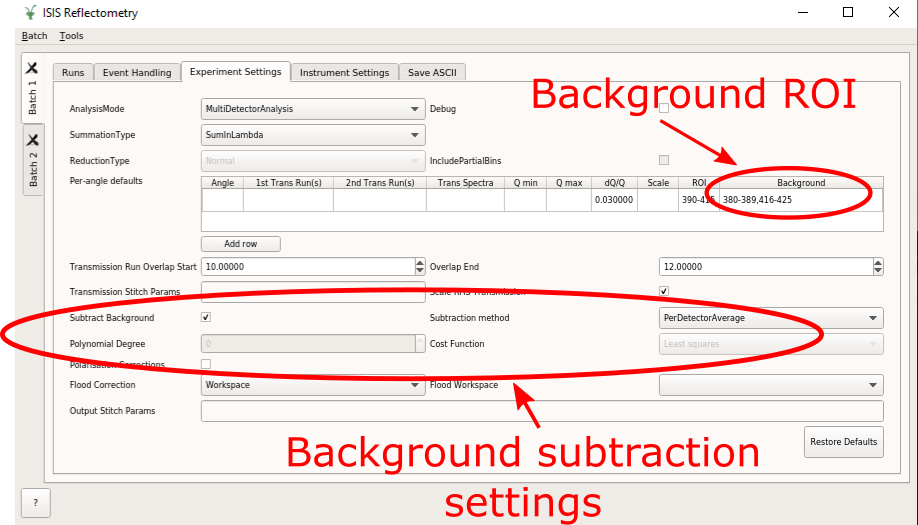 ISIS Reflectometry
Batch Tools
Batch 1
Batch 2
Runs Event Handling Experiment Settings Instrument Settings Save ASCII
Background ROI
AnalysisMode MultiDetectorAnalysis Debug
SummationType SumInLambda
ReductionType Normal IncludePartialBins
Per-angle defaults
Angle 1st Trans Run(s) 2nd Trans Run(s) Trans Spectra Q min Q max dQ/Q Scale ROI Background
0.030000 390-415 380-389,416-425
Add row
Transmission Run Overlap Start 10.00000 Overlap End 12.00000
Transmission Stitch Params Scale RHS Transmission
Subtract Background Subtraction method PerDetectorAverage
Polynomial Degree 0 Cost Function Least squares
Polarisation Corrections
Flood Correction Workspace Flood Workspace
Output Stitch Params
Restore Defaults
Background subtraction
settings
?